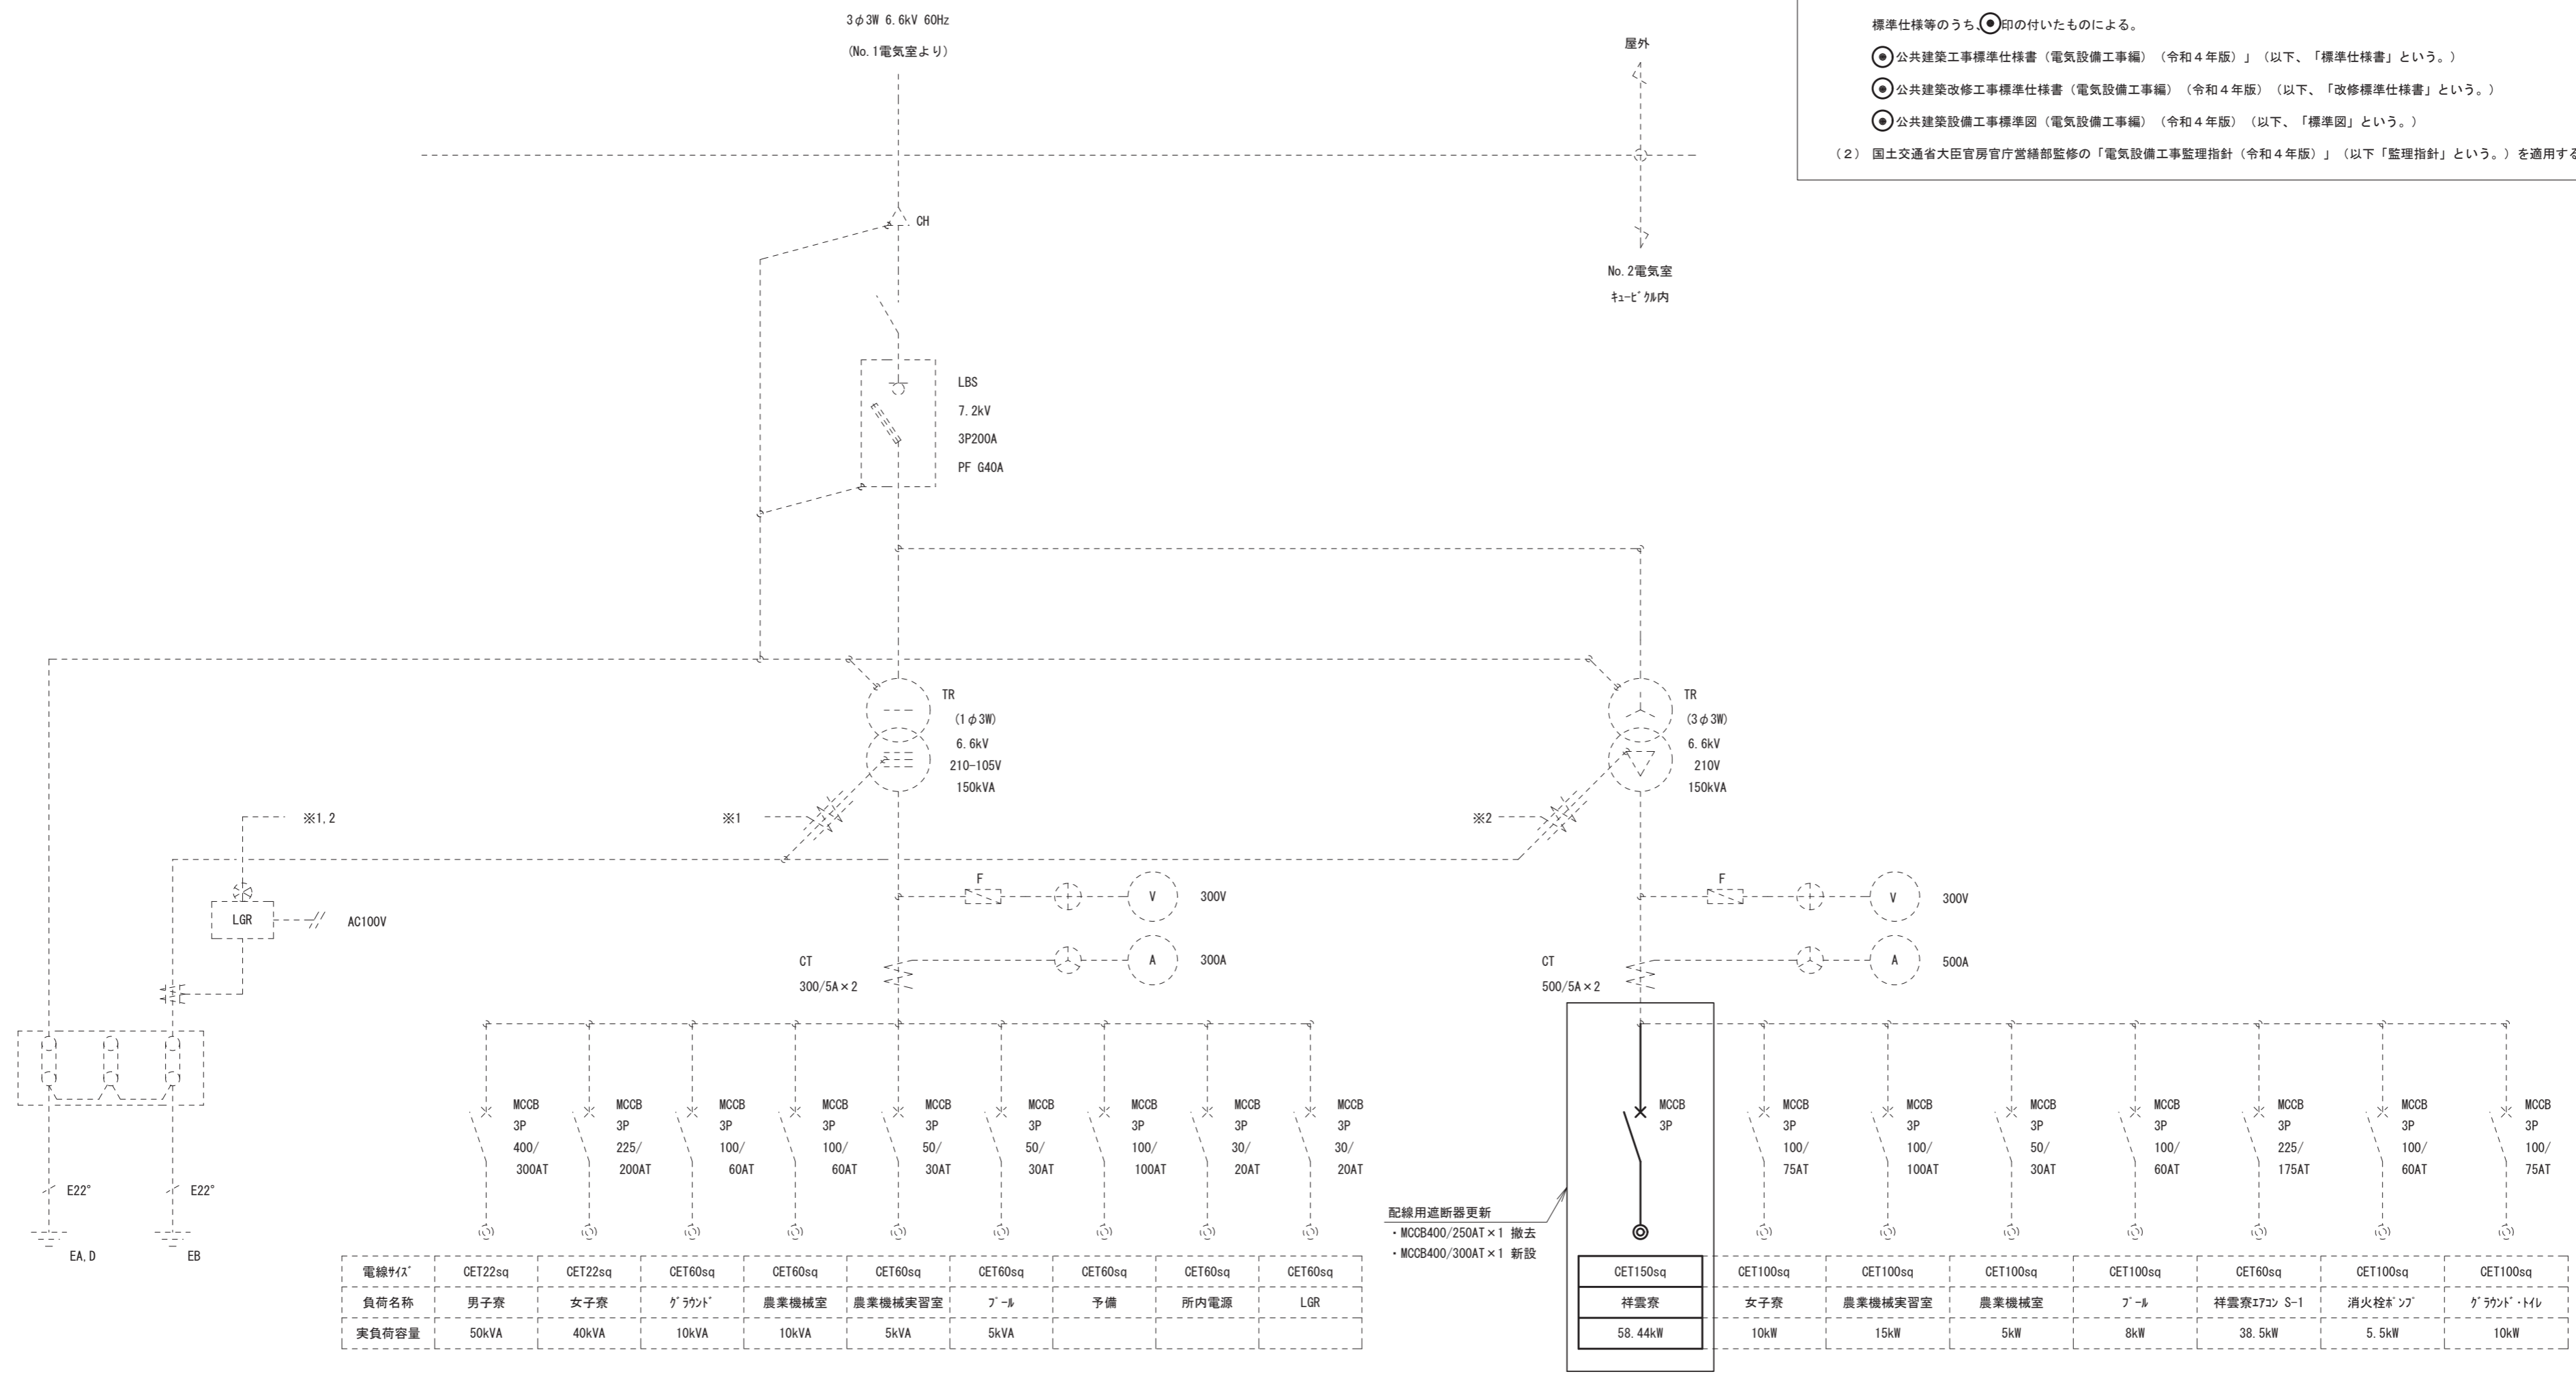 3φ3W 6.6kV 60Hz
(No.1電気室より)
屋外
標準仕様等のうち、◉印の付いたものによる。
◉公共建築工事標準仕様書（電気設備工事編）（令和４年版）」（以下、「標準仕様書」という。）
◉公共建築改修工事標準仕様書（電気設備工事編）（令和４年版）（以下、「改修標準仕様書」という。）
◉公共建築設備工事標準図（電気設備工事編）（令和４年版）（以下、「標準図」という。）
（２） 国土交通省大臣官房官庁営繕部監修の「電気設備工事監理指針（令和４年版）」（以下「監理指針」という。）を適用する
CH
No.2電気室
ｷｭｰﾋﾞｸﾙ内
LBS
7.2kV
3P200A
PF G40A
TR
(1φ3W)
6.6kV
210-105V
150kVA
TR
(3φ3W)
6.6kV
210V
150kVA
※1,2
※1
※2
LGR
AC100V
F
V
300V
CT
300/5A×2
A
300A
F
V
300V
CT
500/5A×2
A
500A
MCCB
3P
400/
300AT
MCCB
3P
225/
200AT
MCCB
3P
100/
60AT
MCCB
3P
100/
60AT
MCCB
3P
50/
30AT
MCCB
3P
50/
30AT
MCCB
3P
100/
100AT
MCCB
3P
30/
20AT
MCCB
3P
30/
20AT
MCCB
3P
MCCB
3P
100/
75AT
MCCB
3P
100/
100AT
MCCB
3P
50/
30AT
MCCB
3P
100/
60AT
MCCB
3P
225/
175AT
MCCB
3P
100/
60AT
MCCB
3P
100/
75AT
E22°
E22°
EA,D
EB
配線用遮断器更新
・MCCB400/250AT×1 撤去
・MCCB400/300AT×1 新設
電線ｻｲｽﾞ CET22sq CET22sq CET60sq CET60sq CET60sq CET60sq CET60sq CET60sq CET60sq
負荷名称 男子寮 女子寮 ｸﾞﾗｳﾝﾄﾞ 農業機械室 農業機械実習室 ﾌﾟｰﾙ 予備 所内電源 LGR
実負荷容量 50kVA 40kVA 10kVA 10kVA 5kVA 5kVA
CET150sq CET100sq CET100sq CET100sq CET100sq CET60sq CET100sq CET100sq
祥雲寮 女子寮 農業機械実習室 農業機械室 ﾌﾟｰﾙ 祥雲寮ｴｱｺﾝ S-1 消火栓ﾎﾟﾝﾌﾟ ｸﾞﾗｳﾝﾄﾞ･ﾄｲﾚ
58.44kW 10kW 15kW 5kW 8kW 38.5kW 5.5kW 10kW